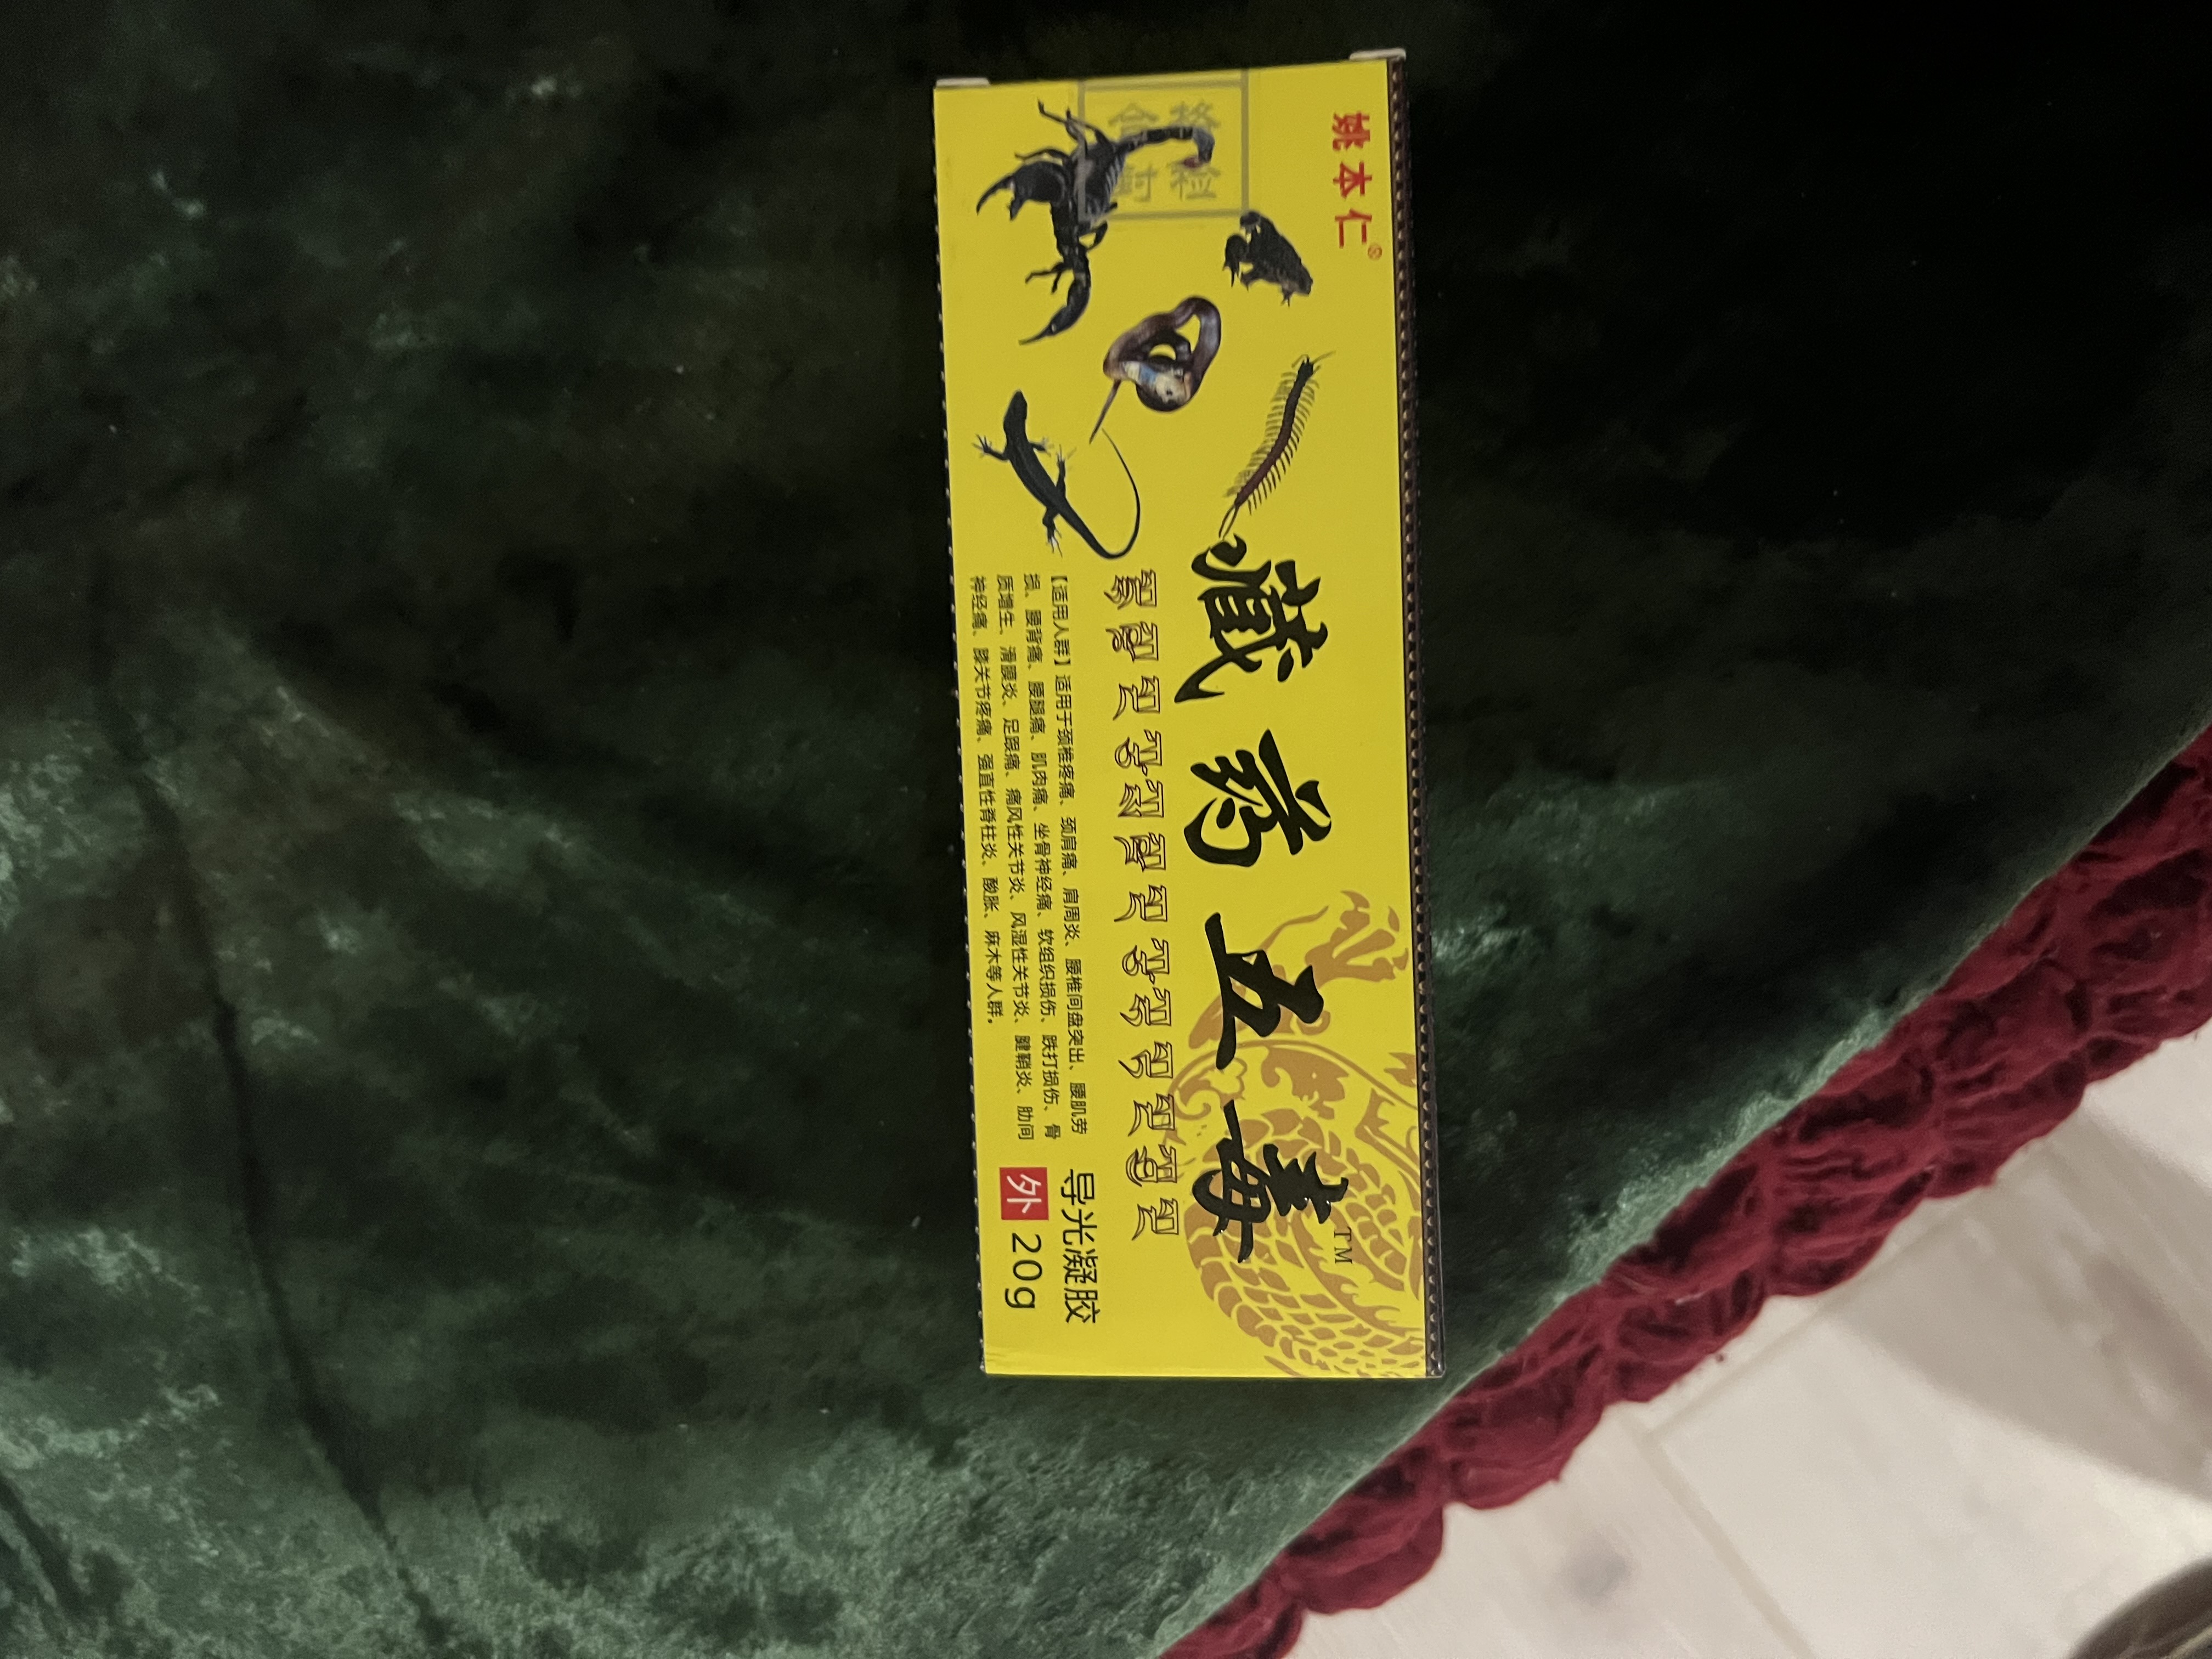 姚本仁®
合格
封检
藏药五毒™
【适用人群】适用于颈椎疼痛、颈肩痛、肩周炎、腰椎间盘突出、腰肌劳
损、腰背痛、腰腿痛、肌肉痛、坐骨神经痛、软组织损伤、跌打损伤、骨
质增生、滑膜炎、足跟痛、痛风性关节炎、风湿性关节炎、腱鞘炎、肋间
神经痛、膝关节疼痛、强直性脊柱炎、酸胀、麻木等人群。
导光凝胶
外 20g